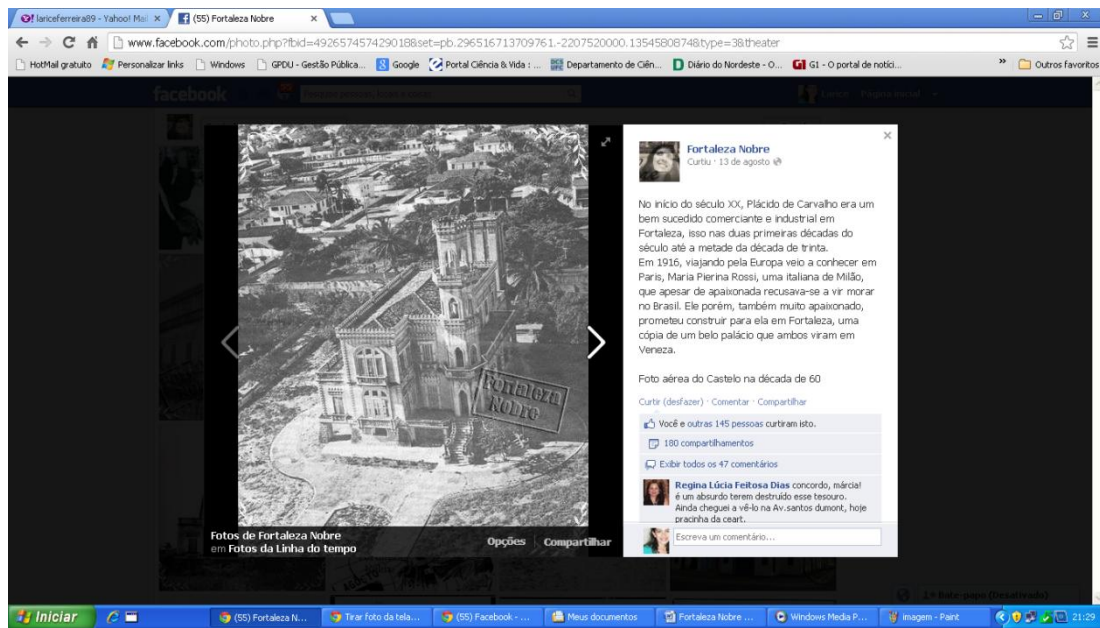 lariceferreira89 - Yahoo! Mail
(55) Fortaleza Nobre
www.facebook.com/photo.php?fbid=492657457429018&set=pb.296516713709761.-2207520000.1354580874&type=3&theater
HotMail gratuito
Personalizar links
Windows
GPDU - Gestão Pública...
Google
Portal Ciência & Vida : ...
Departamento de Ciên...
Diário do Nordeste - O...
G1 - O portal de notíci...
Outros favoritos
facebook
Página inicial
Fortaleza Nobre
Curtiu · 13 de agosto
No início do século XX, Plácido de Carvalho era um
bem sucedido comerciante e industrial em
Fortaleza, isso nas duas primeiras décadas do
século até a metade da década de trinta.
Em 1916, viajando pela Europa veio a conhecer em
Paris, Maria Pierina Rossi, uma italiana de Milão,
que apesar de apaixonada recusava-se a vir morar
no Brasil. Ele porém, também muito apaixonado,
prometeu construir para ela em Fortaleza, uma
cópia de um belo palácio que ambos viram em
Veneza.
Foto aérea do Castelo na década de 60
Curtir (desfazer) · Comentar · Compartilhar
Você e outras 145 pessoas curtiram isto.
180 compartilhamentos
Exibir todos os 47 comentários
Regina Lúcia Feitosa Dias concordo, márcia!
é um absurdo terem destruído esse tesouro.
Ainda cheguei a vê-lo na Av.santos dumont, hoje
pracinha da ceart.
Escreva um comentário...
Fortaleza
Nobre
Fotos de Fortaleza Nobre
em Fotos da Linha do tempo
Opções
Compartilhar
Bate-papo (Desativado)
Iniciar
(55) Fortaleza N...
Tirar foto da tela...
(55) Facebook - ...
Meus documentos
Fortaleza Nobre ...
Windows Media P...
imagem - Paint
21:29